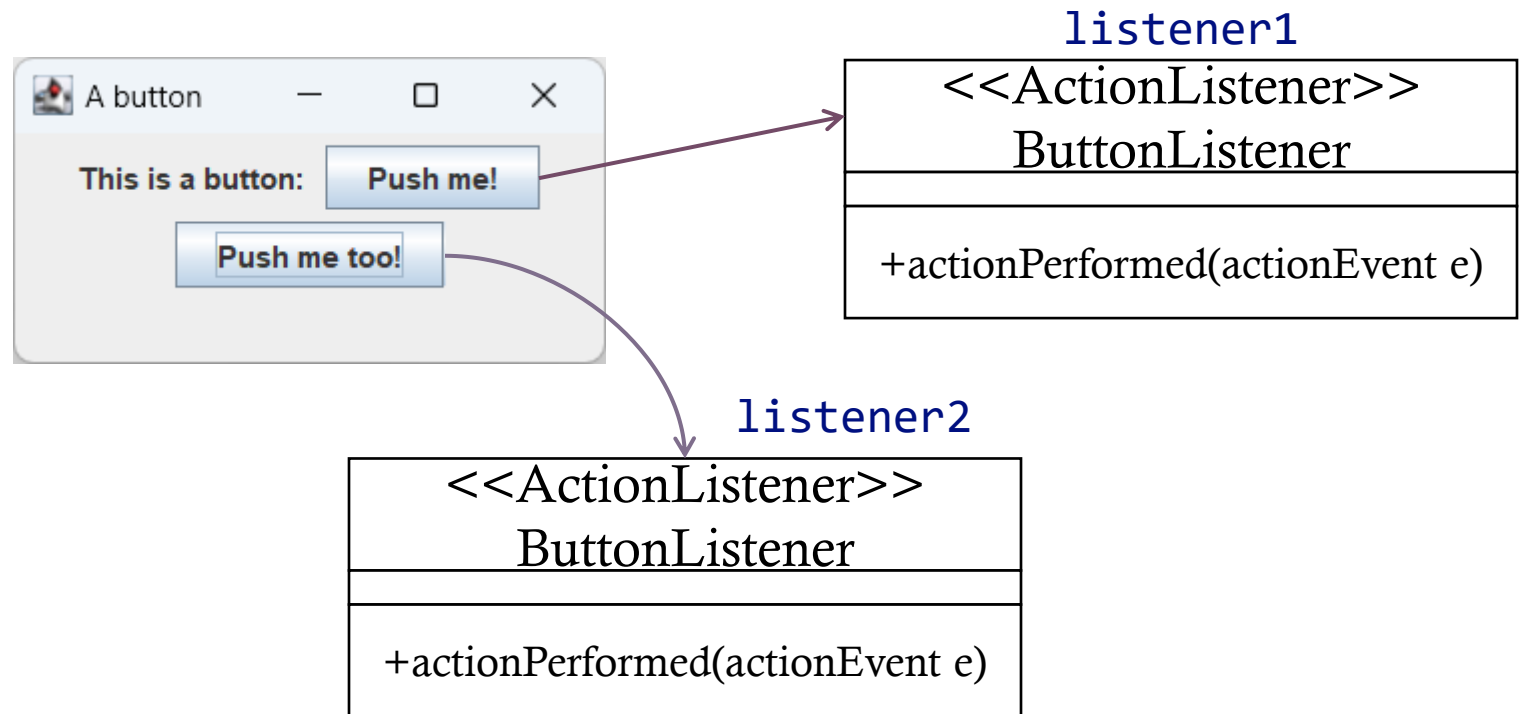 listener1
A button
<<ActionListener>>
ButtonListener
This is a button:
Push me!
Push me too!
+actionPerformed(actionEvent e)
listener2
<<ActionListener>>
ButtonListener
+actionPerformed(actionEvent e)